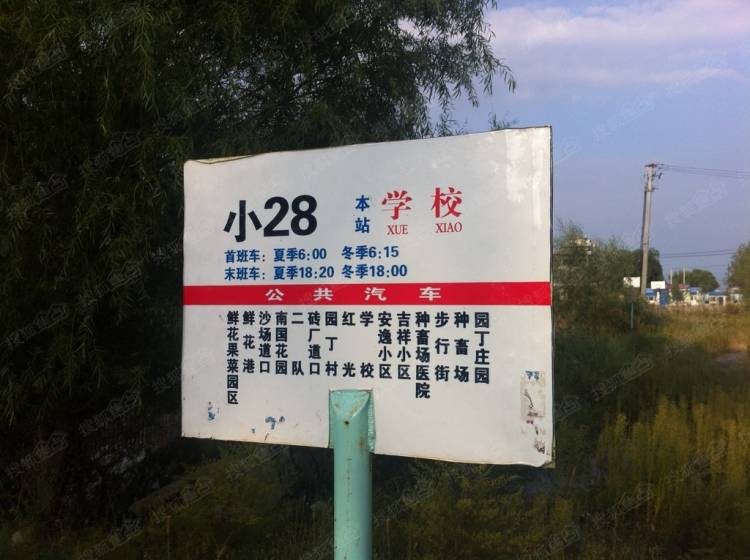 小28
本站 学校
XUE XIAO
首班车：夏季6:00 冬季6:15
末班车：夏季18:20 冬季18:00
公共汽车
鲜花果菜园区
鲜花港
沙场道口
南国花园
二队
砖厂道口
园丁村
红光
学校
安逸小区
吉祥小区
种畜场医院
步行街
种畜场
园丁庄园